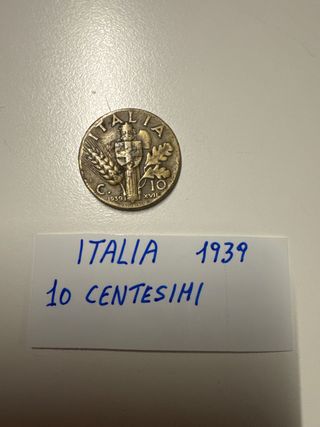 ITALIA
C. 10
1939 XVII
ITALIA 1939
10 CENTESIMI